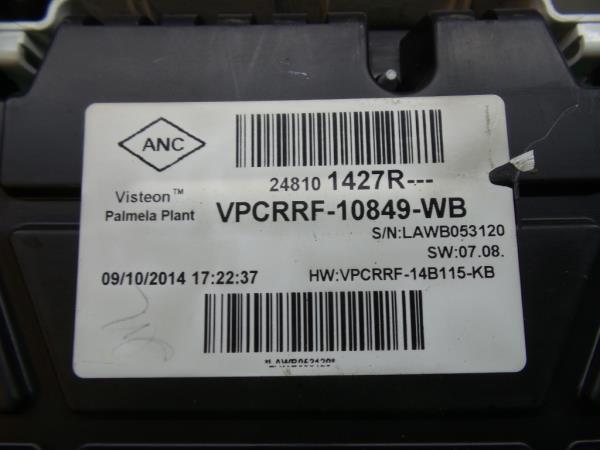 ANC
24810 1427R---
Visteon™
Palmela Plant
VPCRRF-10849-WB
S/N:LAWB053120
SW:07.08.
09/10/2014 17:22:37
HW:VPCRRF-14B115-KB
*LAWB053120*